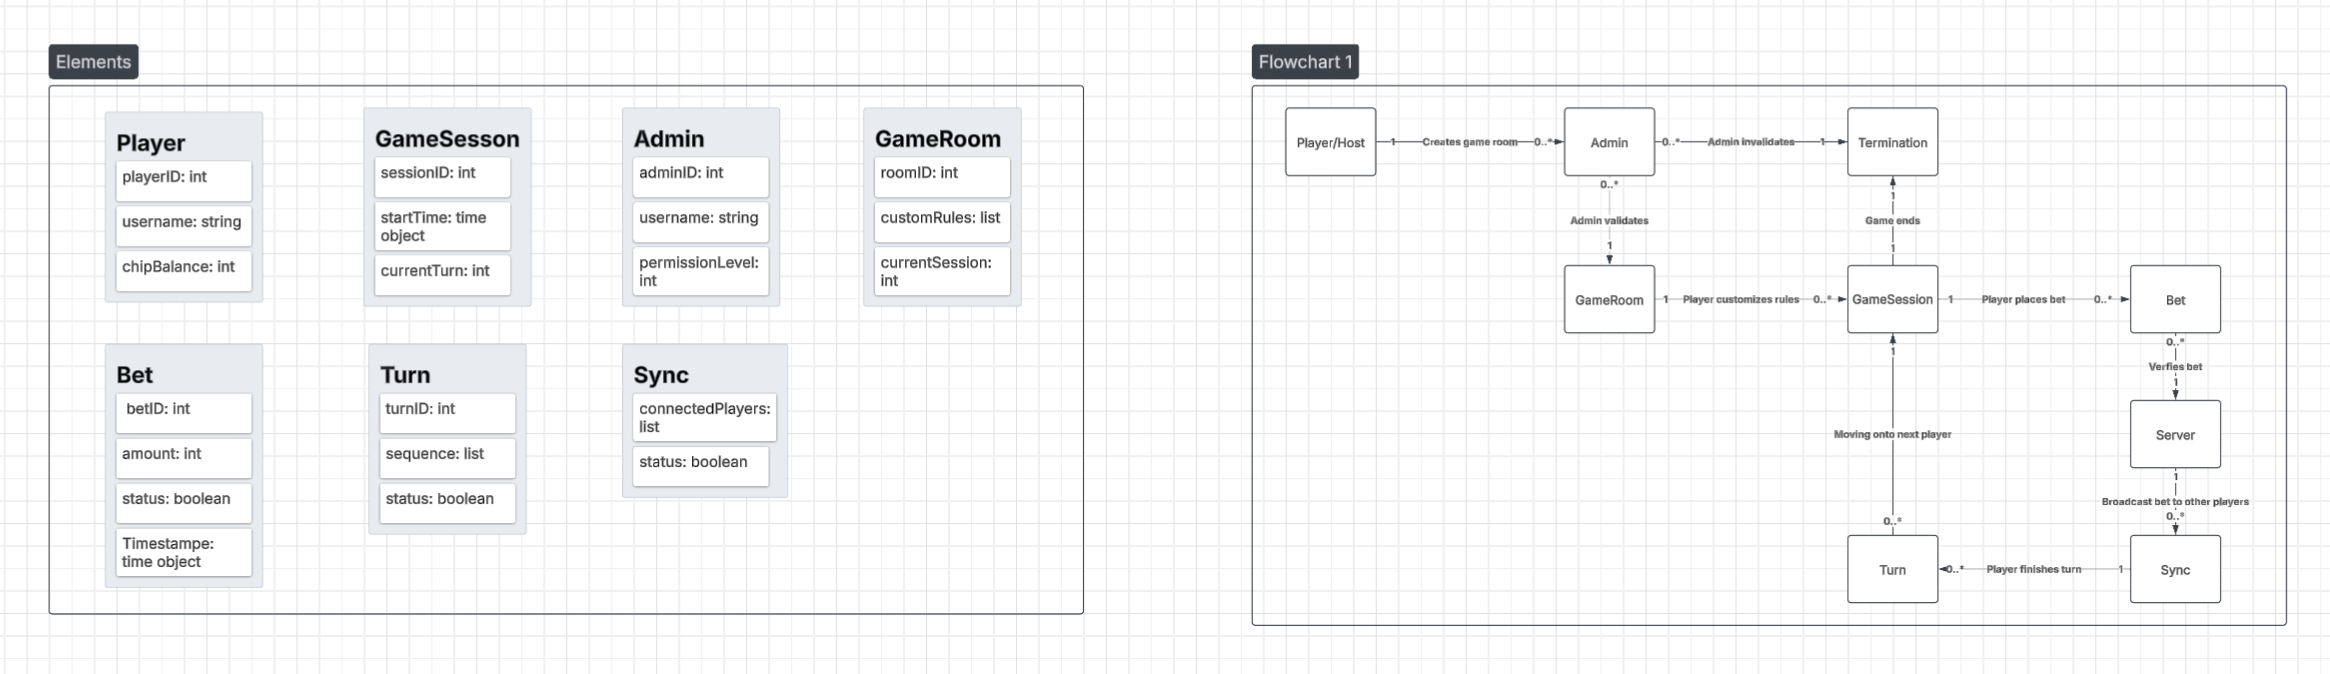 Elements
Player
playerID: int
username: string
chipBalance: int
GameSesson
sessionID: int
startTime: time
object
currentTurn: int
Admin
adminID: int
username: string
permissionLevel:
int
GameRoom
roomID: int
customRules: list
currentSession:
int
Bet
betID: int
amount: int
status: boolean
Timestampe:
time object
Turn
turnID: int
sequence: list
status: boolean
Sync
connectedPlayers:
list
status: boolean
Flowchart 1
Player/Host
1
Creates game room
0..*
Admin
0..*
Admin invalidates
1
Termination
0..*
Admin validates
1
1
Game ends
1
GameRoom
1
Player customizes rules
0..*
GameSession
1
Player places bet
0..*
Bet
0..*
Verfies bet
1
Server
1
Broadcast bet to other players
0..*
1
Moving onto next player
0..*
Turn
0..*
Player finishes turn
1
Sync